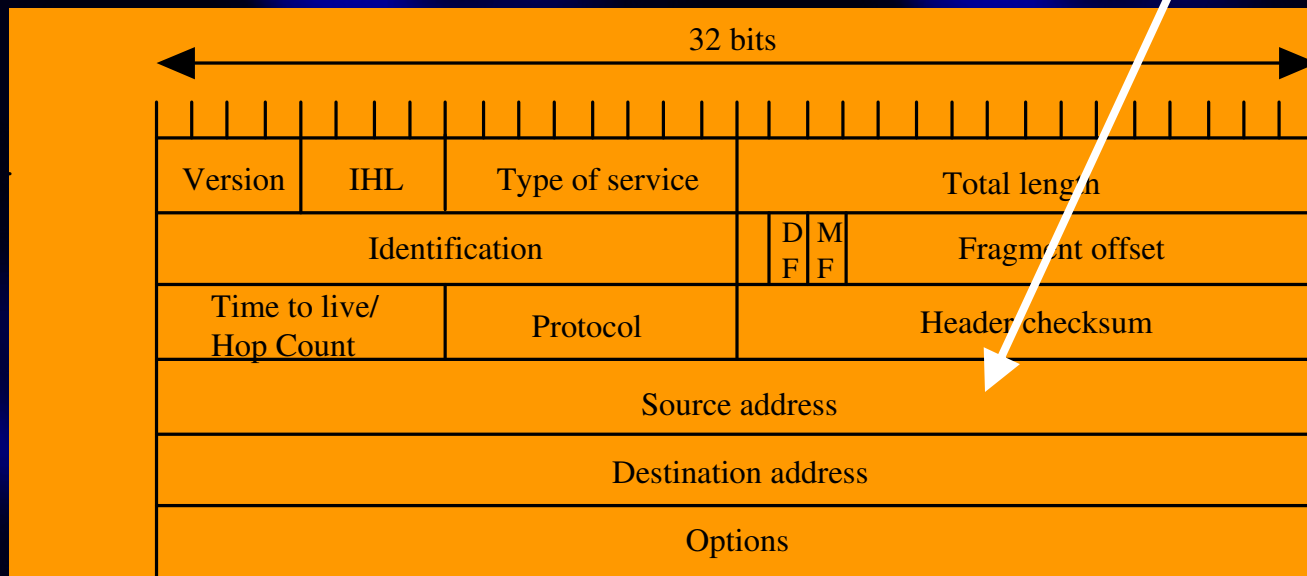 32 bits
Version IHL Type of service Total length
Identification D F M F Fragment offset
Time to live/
Hop Count Protocol Header checksum
Source address
Destination address
Options